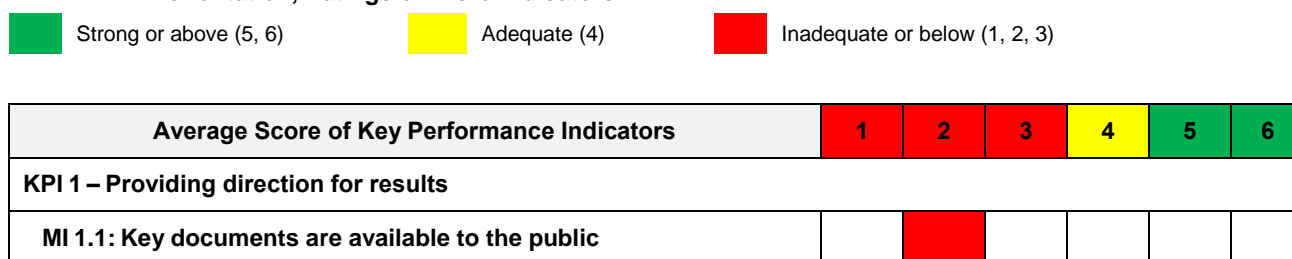 Strong or above (5, 6) Adequate (4) Inadequate or below (1, 2, 3)
Average Score of Key Performance Indicators 1 2 3 4 5 6
KPI 1 – Providing direction for results
MI 1.1: Key documents are available to the public